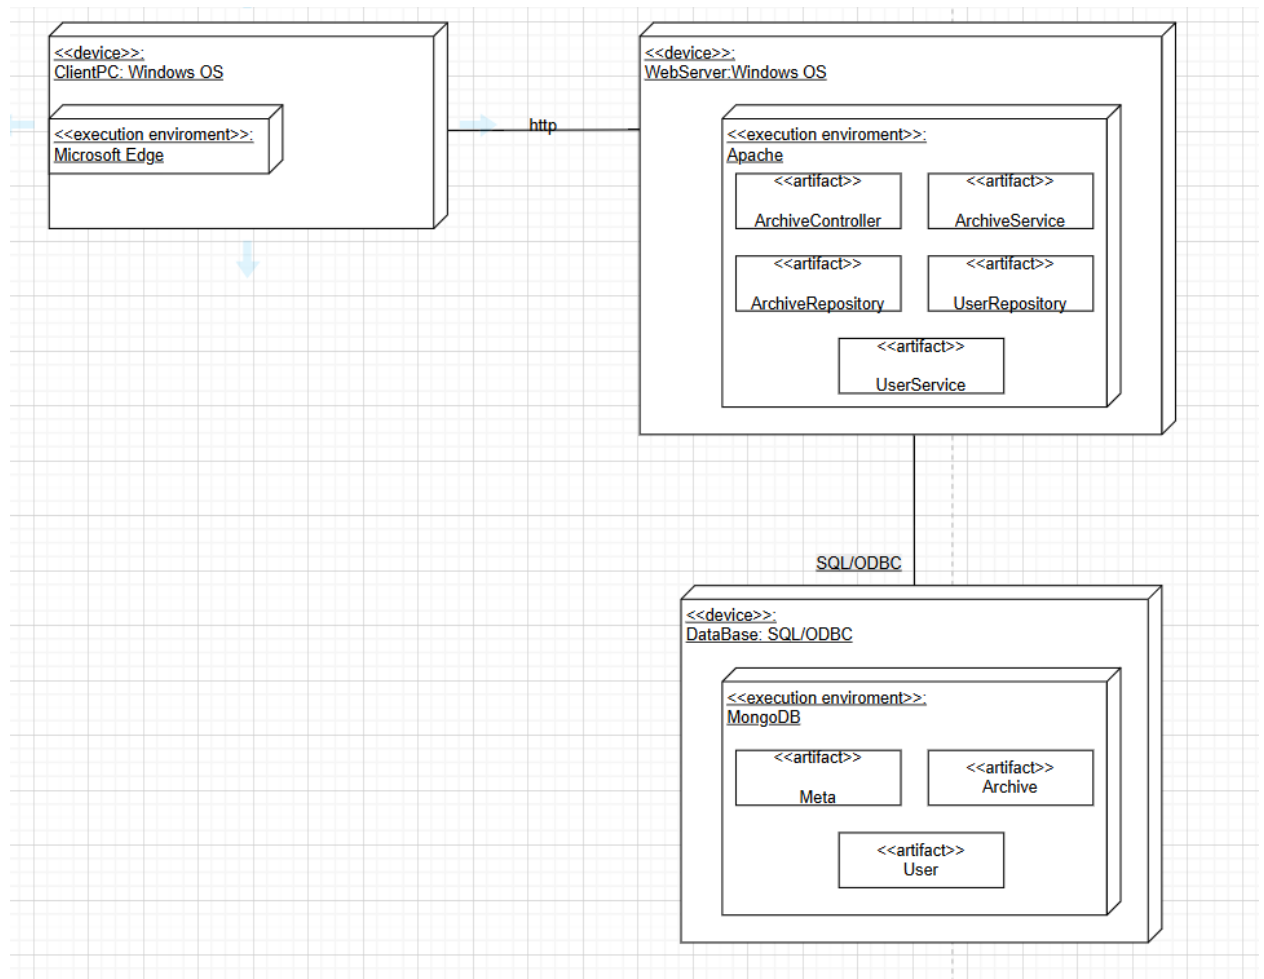 <<device>>:
ClientPC: Windows OS
<<execution enviroment>>:
Microsoft Edge
http
<<device>>:
WebServer:Windows OS
<<execution enviroment>>:
Apache
<<artifact>>
ArchiveController
<<artifact>>
ArchiveService
<<artifact>>
ArchiveRepository
<<artifact>>
UserRepository
<<artifact>>
UserService
SQL/ODBC
<<device>>:
DataBase: SQL/ODBC
<<execution enviroment>>:
MongoDB
<<artifact>>
Meta
<<artifact>>
Archive
<<artifact>>
User